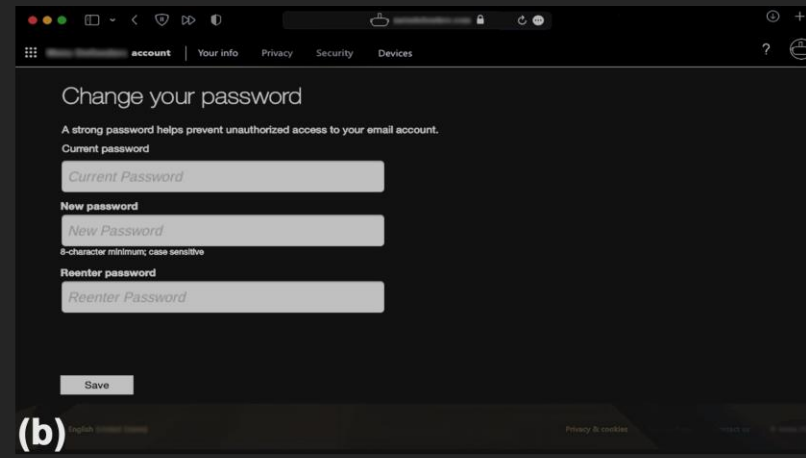 account | Your info Privacy Security Devices ?
Change your password
A strong password helps prevent unauthorized access to your email account.
Current password
Current Password
New password
New Password
8-character minimum; case sensitive
Reenter password
Reenter Password
Save
(b) English Privacy & cookies